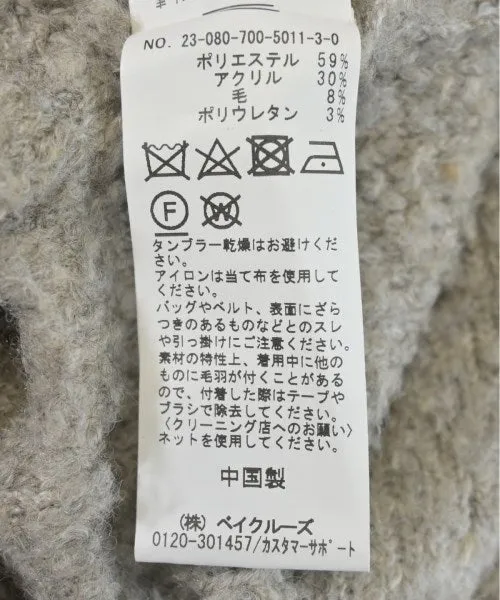 NO. 23-080-700-5011-3-0
ポリエステル 59%
アクリル 30%
毛 8%
ポリウレタン 3%
F W
タンブラー乾燥はお避けくだ
さい。
アイロンは当て布を使用して
ください。
バッグやベルト、表面にざら
つきのあるものなどとのスレ
や引っ掛けにご注意ください。
素材の特性上、着用中に他の
ものに毛羽が付くことがある
ので、付着した際はテープや
ブラシで除去してください。
〈クリーニング店へのお願い〉
ネットを使用してください。
中国製
(株) ベイクルーズ
0120-301457/カスタマーサポート